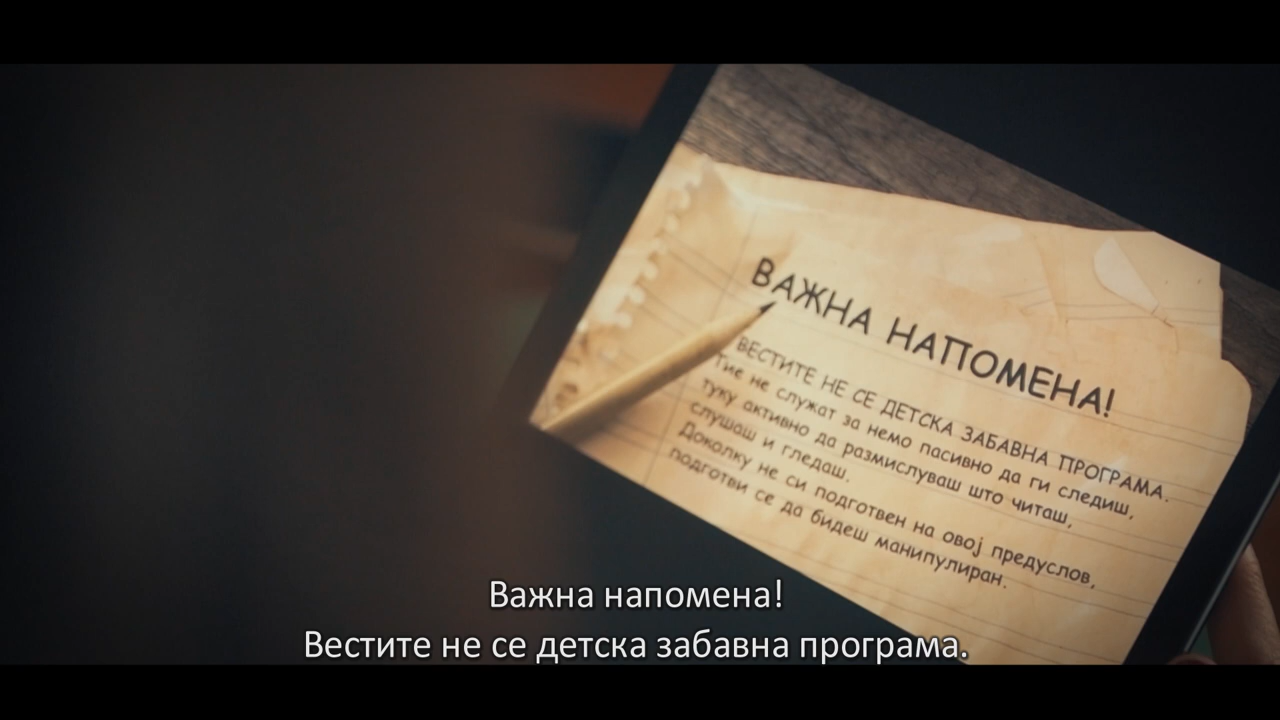 ВАЖНА НАПОМЕНА!
ВЕСТИТЕ НЕ СЕ ДЕТСКА ЗАБАВНА ПРОГРАМА.
Тие не служат за немо пасивно да ги следиш,
туку активно да размислуваш што читаш,
слушаш и гледаш.
Доколку не си подготвен на овој предуслов,
подготви се да бидеш манипулиран.
Важна напомена!
Вестите не се детска забавна програма.